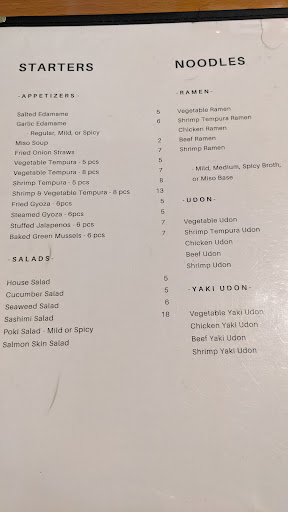 STARTERS
- APPETIZERS -
Salted Edamame 5
Garlic Edamame 6
- Regular, Mild, or Spicy
Miso Soup 2
Fried Onion Straws 7
Vegetable Tempura - 5 pcs 5
Vegetable Tempura - 8 pcs 7
Shrimp Tempura - 5 pcs 8
Shrimp & Vegetable Tempura - 8 pcs 13
Fried Gyoza - 6pcs 5
Steamed Gyoza - 6pcs 5
Stuffed Jalapenos - 6 pcs 7
Baked Green Mussels - 6 pcs 7
- SALADS -
House Salad 5
Cucumber Salad 5
Seaweed Salad 6
Sashimi Salad 18
Poki Salad - Mild or Spicy
Salmon Skin Salad
NOODLES
- RAMEN -
Vegetable Ramen
Shrimp Tempura Ramen
Chicken Ramen
Beef Ramen
Shrimp Ramen
- Mild, Medium, Spicy Broth,
or Miso Base
- UDON -
Vegetable Udon
Shrimp Tempura Udon
Chicken Udon
Beef Udon
Shrimp Udon
- YAKI UDON -
Vegetable Yaki Udon
Chicken Yaki Udon
Beef Yaki Udon
Shrimp Yaki Udon